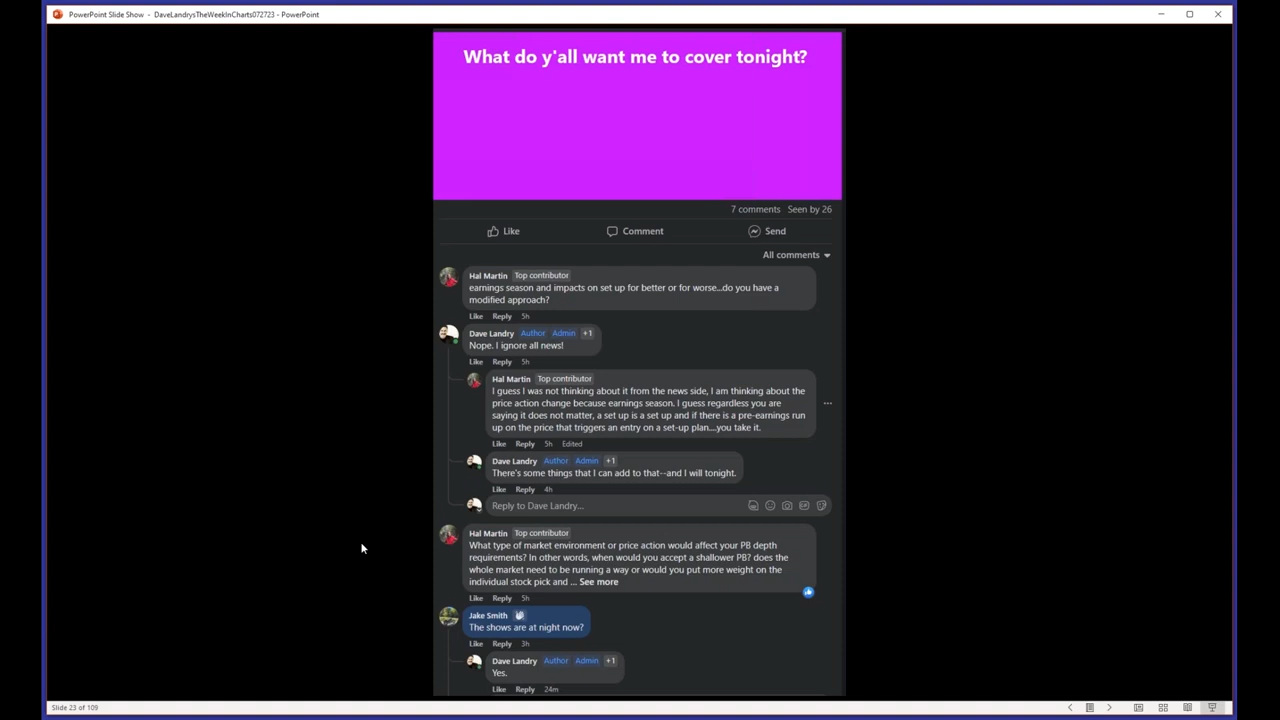 PowerPoint Slide Show - DaveLandrysTheWeekInCharts072723 - PowerPoint
What do y'all want me to cover tonight?
7 comments Seen by 26
Like Comment Send
All comments
Hal Martin Top contributor
earnings season and impacts on set up for better or for worse...do you have a
modified approach?
Like Reply 5h
Dave Landry Author Admin +1
Nope. I ignore all news!
Like Reply 5h
Hal Martin Top contributor
I guess I was not thinking about it from the news side, I am thinking about the
price action change because earnings season. I guess regardless you are
saying it does not matter, a set up is a set up and if there is a pre-earnings run
up on the price that triggers an entry on a set-up plan....you take it.
Like Reply 5h Edited
Dave Landry Author Admin +1
There's some things that I can add to that--and I will tonight.
Like Reply 4h
Reply to Dave Landry...
Hal Martin Top contributor
What type of market environment or price action would affect your PB depth
requirements? In other words, when would you accept a shallower PB? does the
whole market need to be running a way or would you put more weight on the
individual stock pick and ... See more
Like Reply 5h
Jake Smith
The shows are at night now?
Like Reply 3h
Dave Landry Author Admin +1
Yes.
Like Reply 24m
Slide 23 of 109